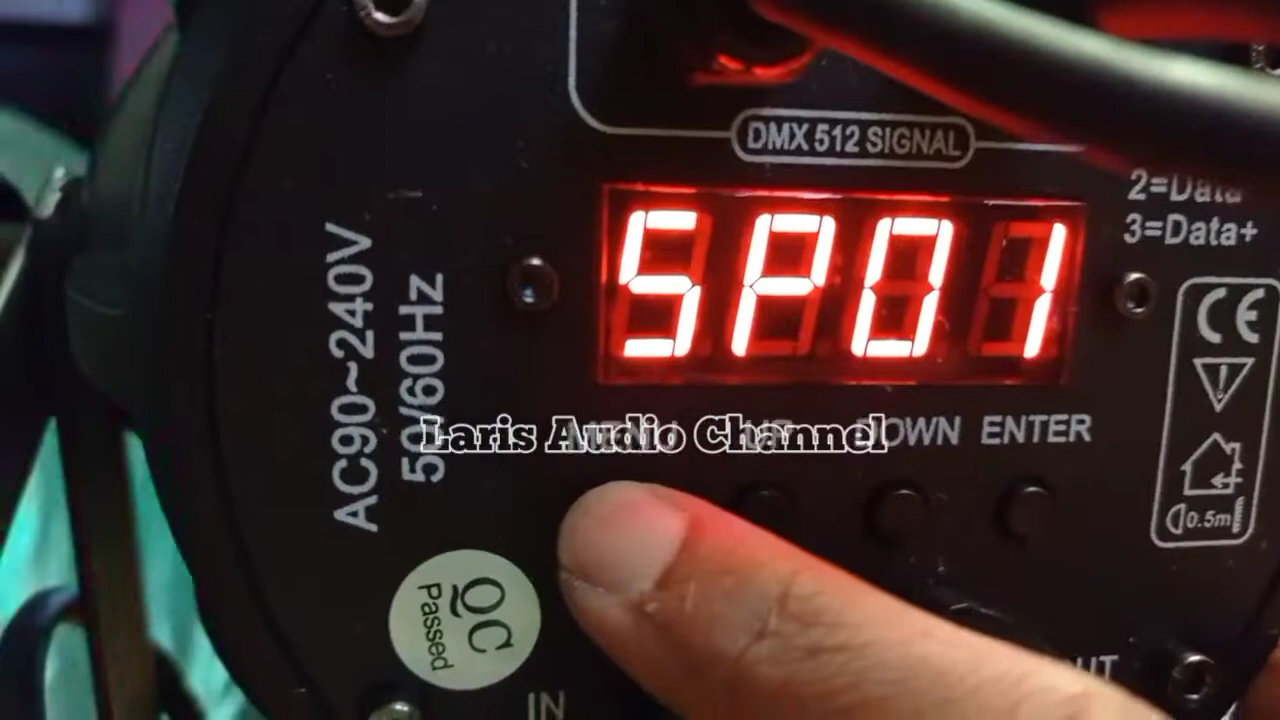 DMX 512 SIGNAL
2=Data
3=Data+
SP01
AC90~240V
50/60Hz
Laris Audio Channel
DOWN ENTER
CE
0.5m
QC
Passed
IN